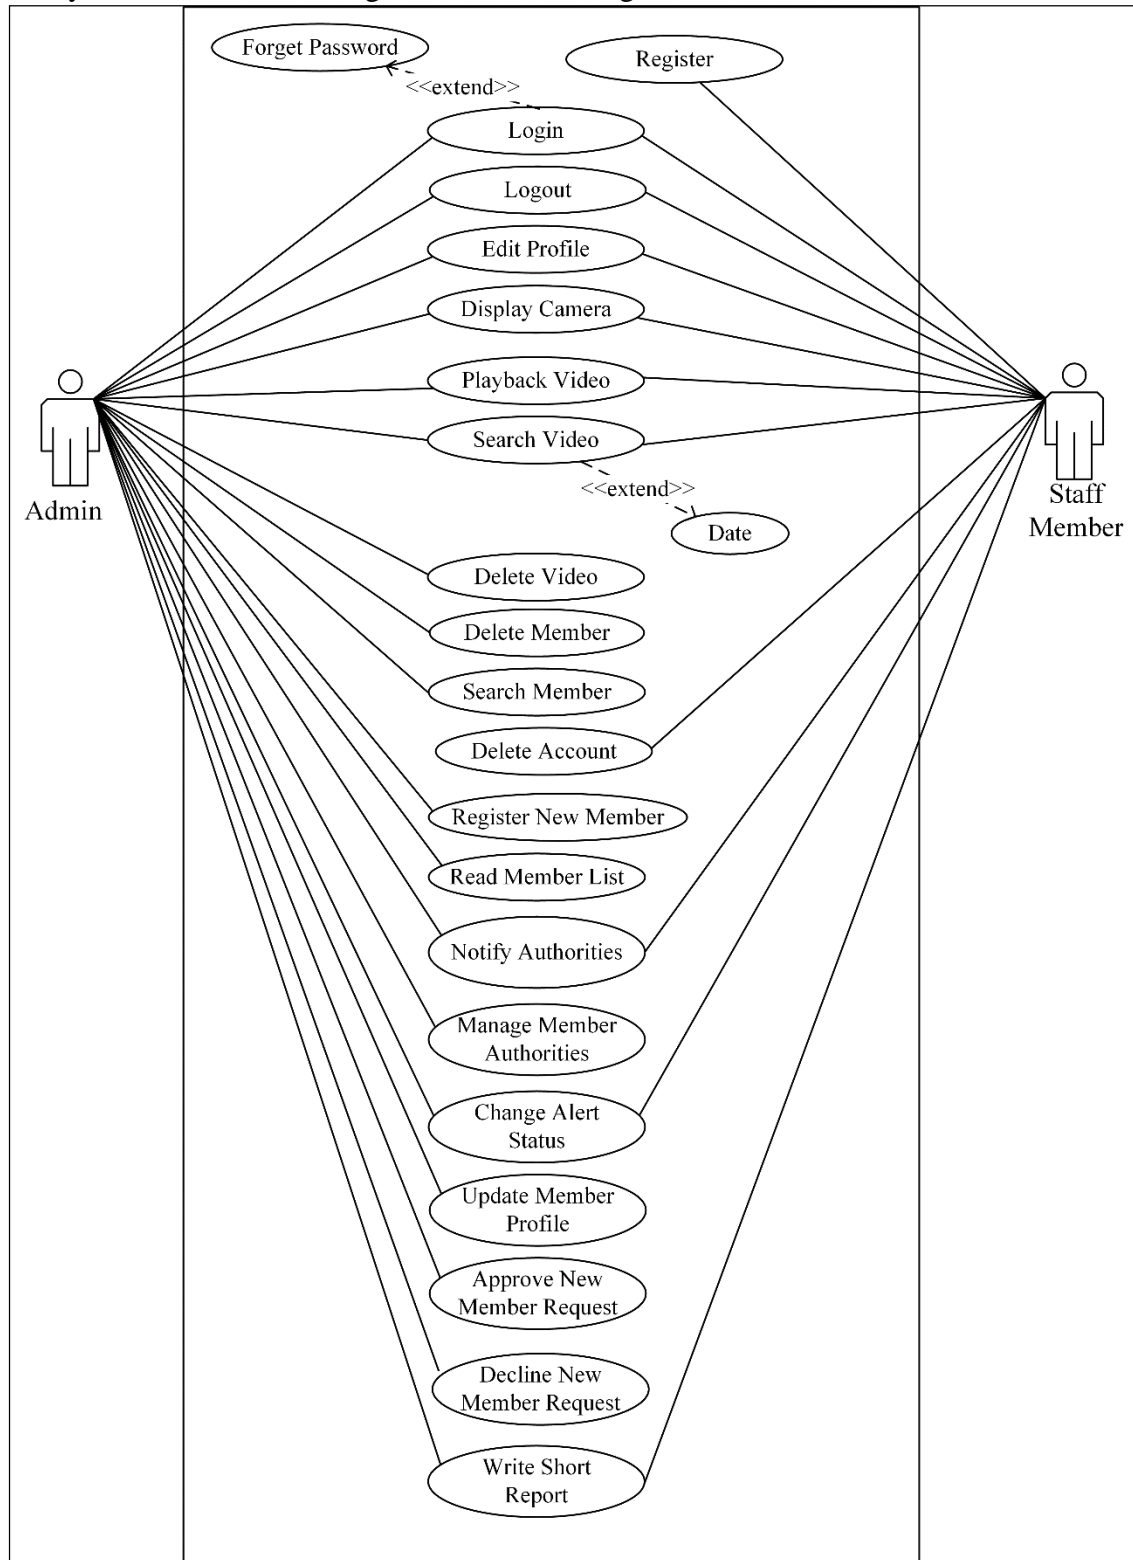 Forget Password
Register
<<extend>>
Login
Logout
Edit Profile
Display Camera
Playback Video
Search Video
<<extend>>
Admin
Staff
Member
Date
Delete Video
Delete Member
Search Member
Delete Account
Register New Member
Read Member List
Notify Authorities
Manage Member
Authorities
Change Alert
Status
Update Member
Profile
Approve New
Member Request
Decline New
Member Request
Write Short
Report